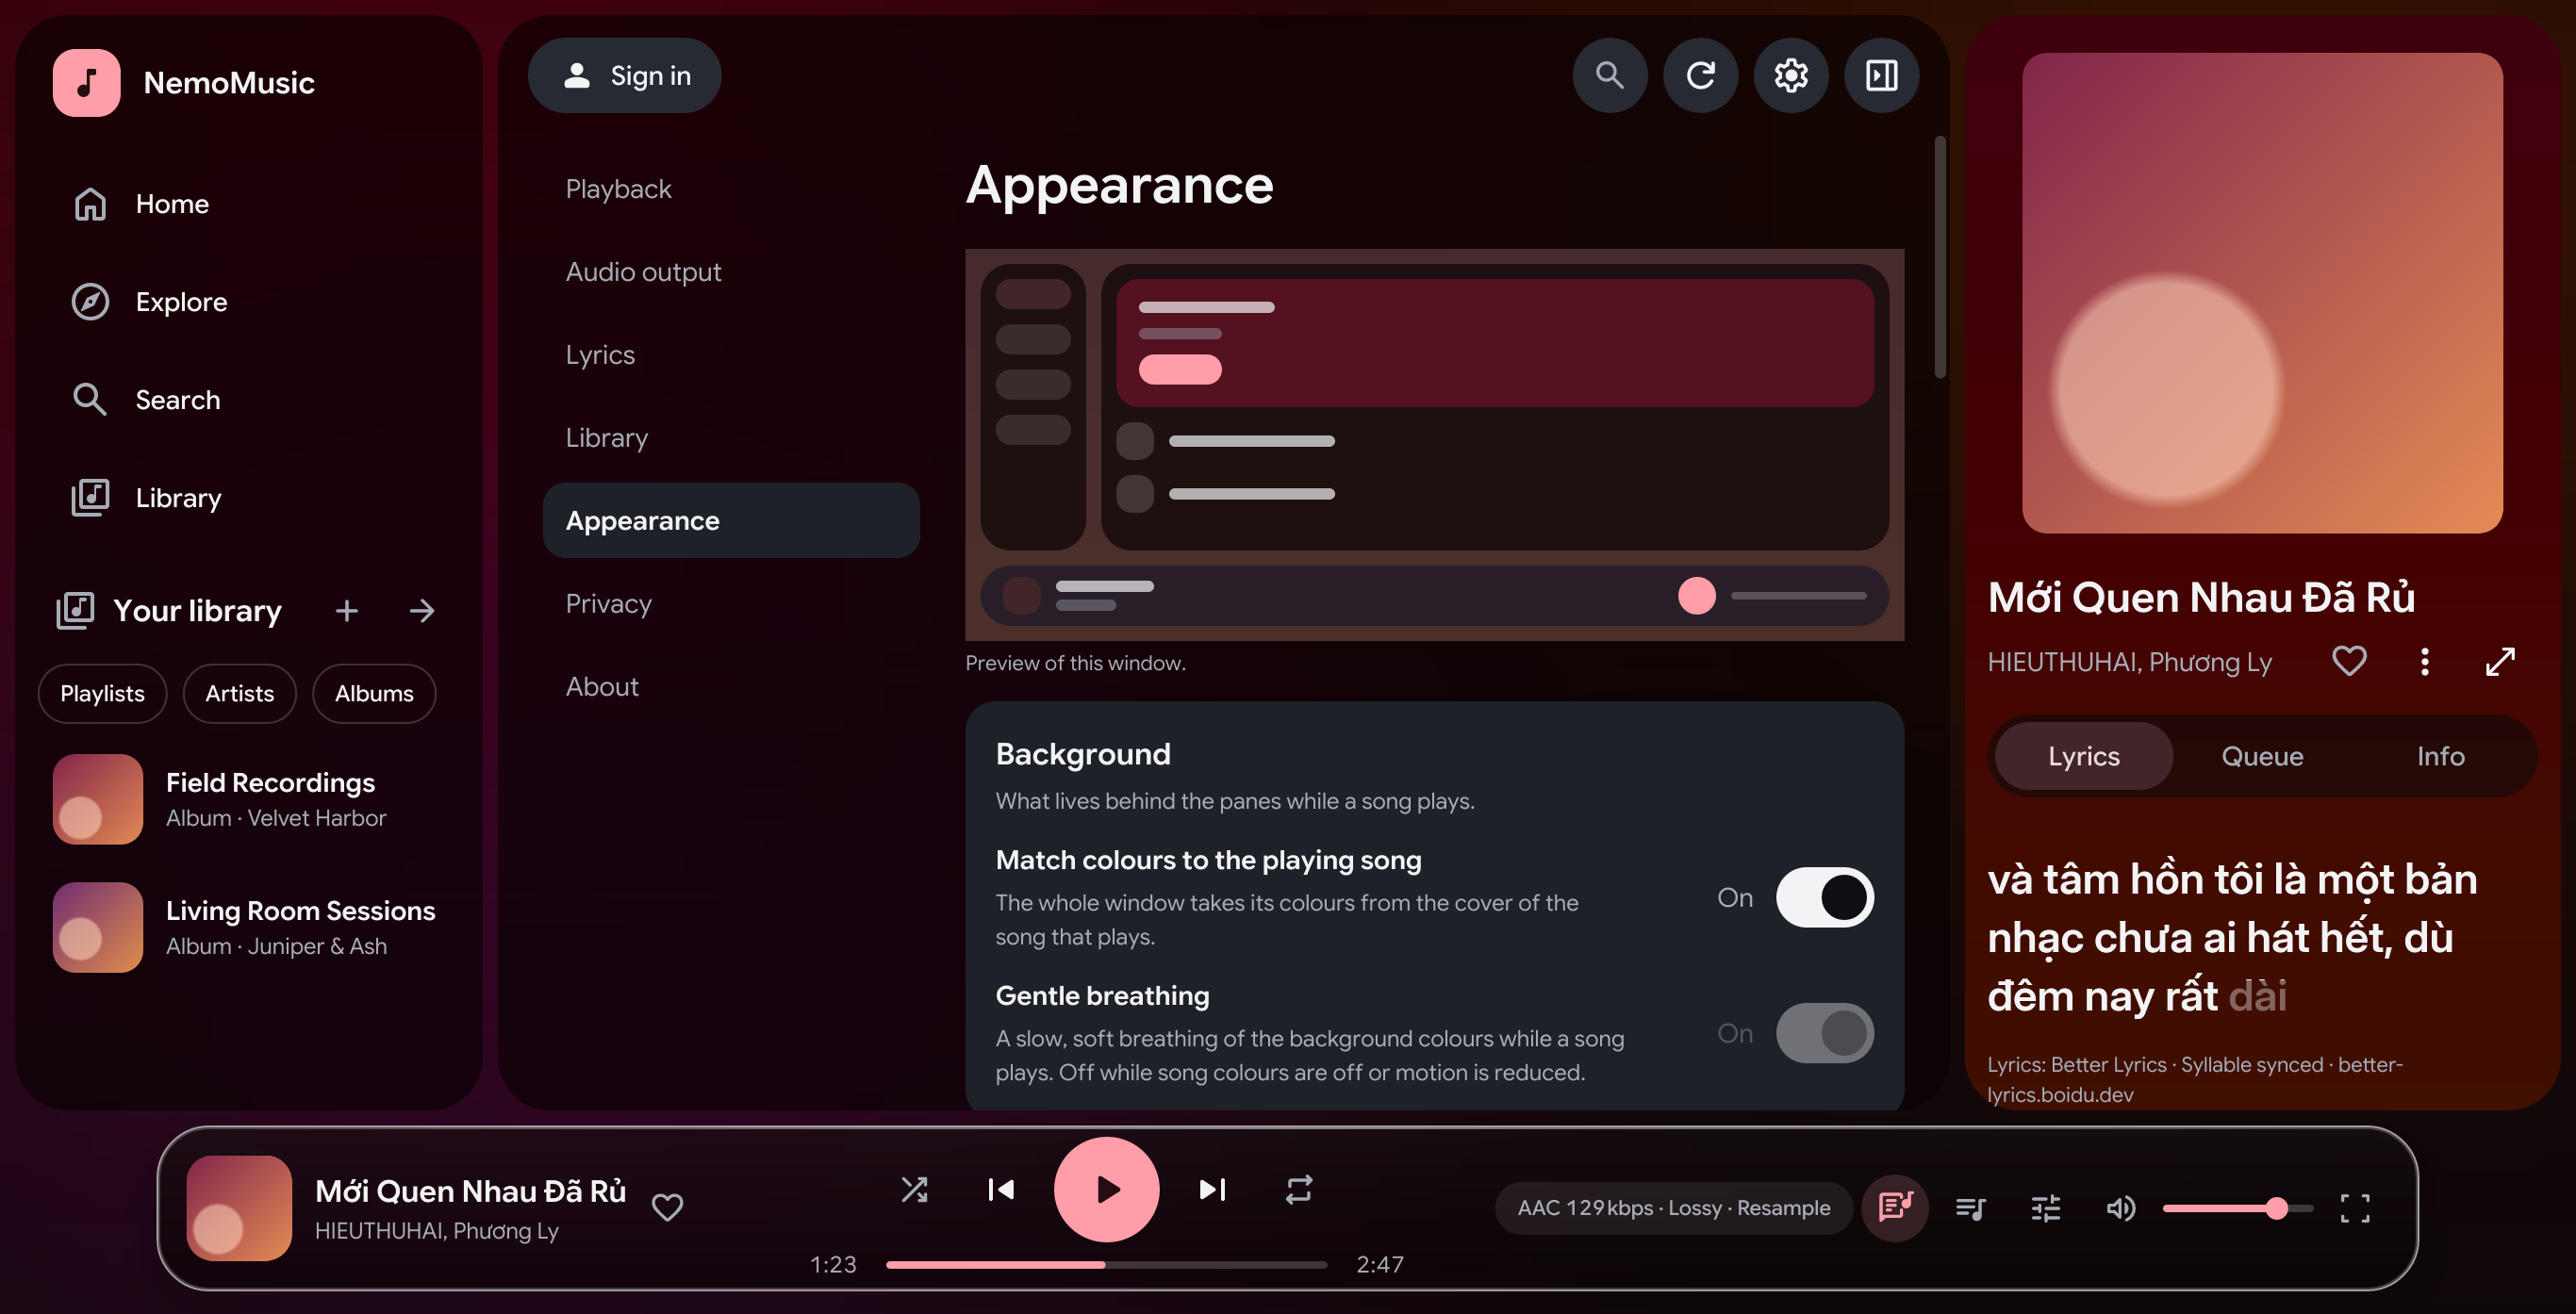 NemoMusic
Home
Explore
Search
Library
Your library
Playlists
Artists
Albums
Field Recordings
Album · Velvet Harbor
Living Room Sessions
Album · Juniper & Ash
Sign in
Playback
Audio output
Lyrics
Library
Appearance
Privacy
About
Appearance
Preview of this window.
Background
What lives behind the panes while a song plays.
Match colours to the playing song
The whole window takes its colours from the cover of the
song that plays.
On
Gentle breathing
A slow, soft breathing of the background colours while a song
plays. Off while song colours are off or motion is reduced.
On
Mới Quen Nhau Đã Rủ
HIEUTHUHAI, Phương Ly
Lyrics
Queue
Info
và tâm hồn tôi là một bản
nhạc chưa ai hát hết, dù
đêm nay rất dài
Lyrics: Better Lyrics · Syllable synced · better-
lyrics.boidu.dev
Mới Quen Nhau Đã Rủ
HIEUTHUHAI, Phương Ly
1:23
2:47
AAC 129 kbps · Lossy · Resample